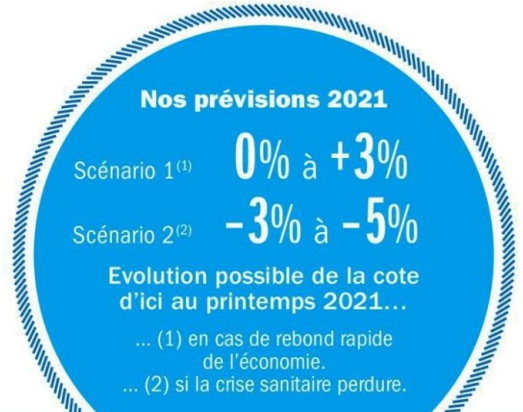 Nos prévisions 2021
Scénario 1(1) 0% à +3%
Scénario 2(2) -3% à -5%
Evolution possible de la cote
d'ici au printemps 2021...
... (1) en cas de rebond rapide
de l'économie.
... (2) si la crise sanitaire perdure.